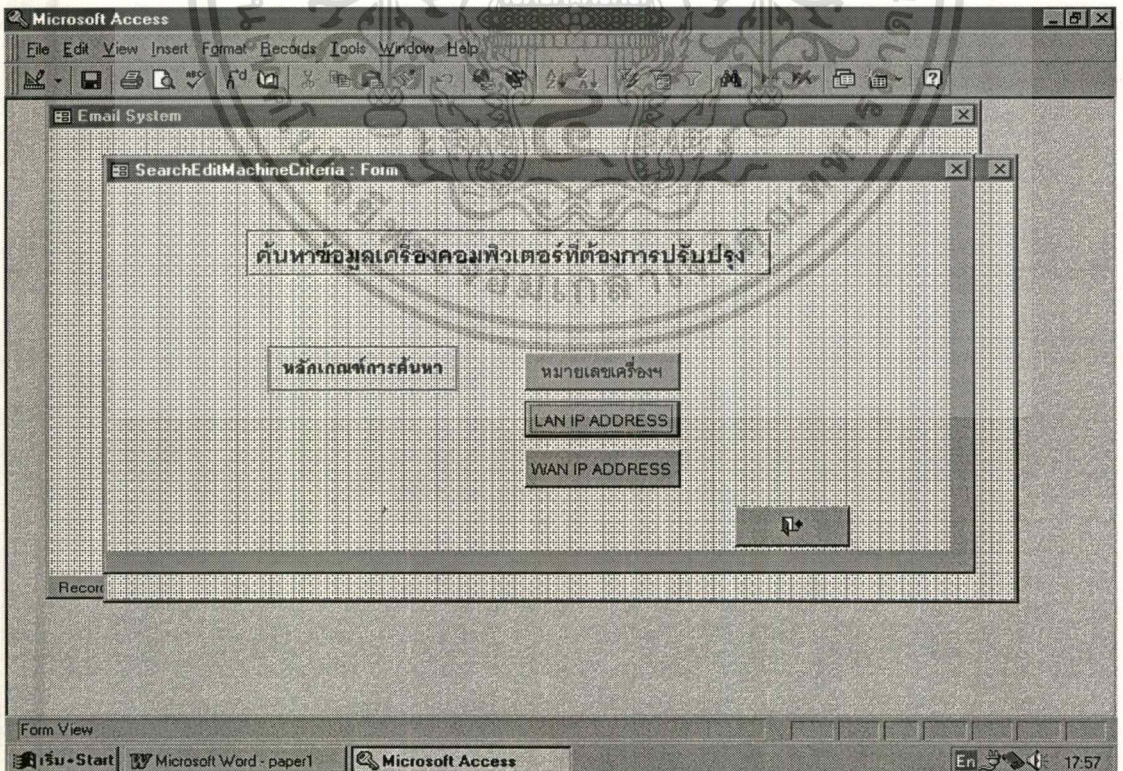 Microsoft Access
File Edit View Insert Format Records Tools Window Help
Email System
SearchEditMachineCriteria : Form
ค้นหาข้อมูลเครื่องคอมพิวเตอร์ที่ต้องการปรับปรุง
หลักเกณฑ์การค้นหา
หมายเลขเครื่องฯ
LAN IP ADDRESS
WAN IP ADDRESS
Form View
เริ่ม-Start
Microsoft Word - paper1
Microsoft Access
En
17:57